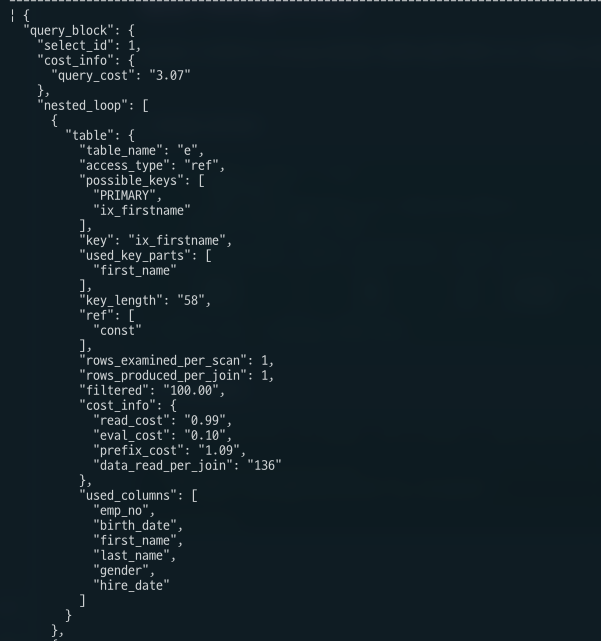 | {
  "query_block": {
    "select_id": 1,
    "cost_info": {
      "query_cost": "3.07"
    },
    "nested_loop": [
      {
        "table": {
          "table_name": "e",
          "access_type": "ref",
          "possible_keys": [
            "PRIMARY",
            "ix_firstname"
          ],
          "key": "ix_firstname",
          "used_key_parts": [
            "first_name"
          ],
          "key_length": "58",
          "ref": [
            "const"
          ],
          "rows_examined_per_scan": 1,
          "rows_produced_per_join": 1,
          "filtered": "100.00",
          "cost_info": {
            "read_cost": "0.99",
            "eval_cost": "0.10",
            "prefix_cost": "1.09",
            "data_read_per_join": "136"
          },
          "used_columns": [
            "emp_no",
            "birth_date",
            "first_name",
            "last_name",
            "gender",
            "hire_date"
          ]
        }
      },